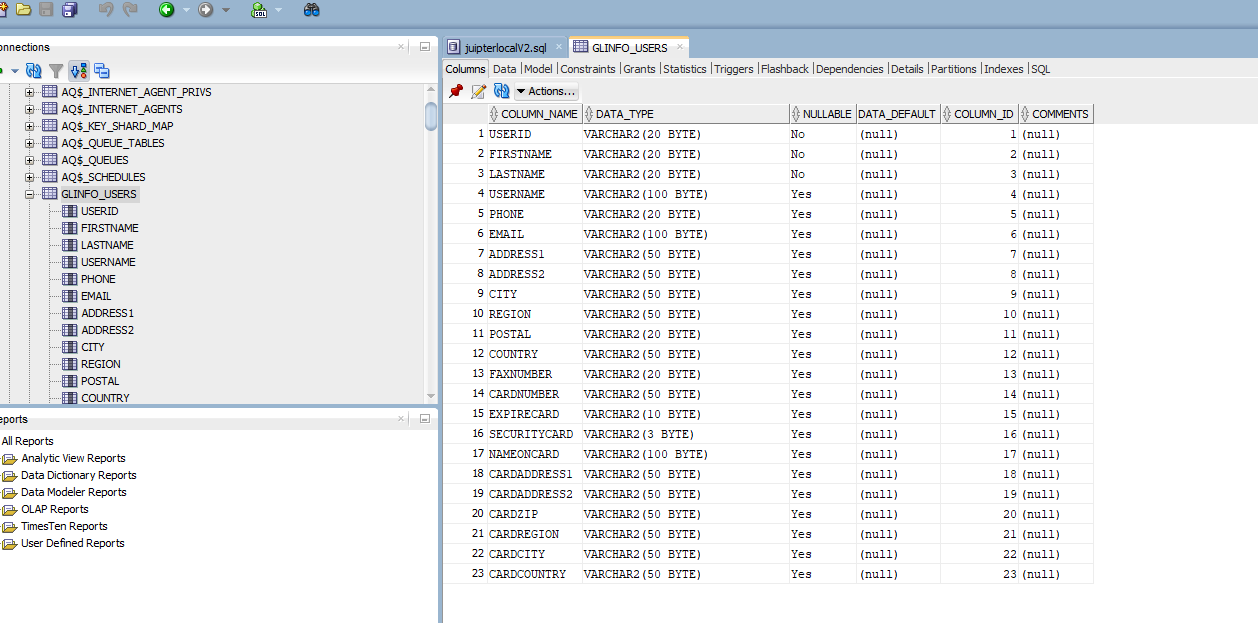 onnections
AQ$_INTERNET_AGENT_PRIVS
AQ$_INTERNET_AGENTS
AQ$_KEY_SHARD_MAP
AQ$_QUEUE_TABLES
AQ$_QUEUES
AQ$_SCHEDULES
GLINFO_USERS
USERID
FIRSTNAME
LASTNAME
USERNAME
PHONE
EMAIL
ADDRESS1
ADDRESS2
CITY
REGION
POSTAL
COUNTRY
eports
All Reports
Analytic View Reports
Data Dictionary Reports
Data Modeler Reports
OLAP Reports
TimesTen Reports
User Defined Reports
juipterlocalV2.sql GLINFO_USERS
Columns Data Model Constraints Grants Statistics Triggers Flashback Dependencies Details Partitions Indexes SQL
Actions...
COLUMN_NAME DATA_TYPE NULLABLE DATA_DEFAULT COLUMN_ID COMMENTS
1 USERID VARCHAR2(20 BYTE) No (null) 1 (null)
2 FIRSTNAME VARCHAR2(20 BYTE) No (null) 2 (null)
3 LASTNAME VARCHAR2(20 BYTE) No (null) 3 (null)
4 USERNAME VARCHAR2(100 BYTE) Yes (null) 4 (null)
5 PHONE VARCHAR2(20 BYTE) Yes (null) 5 (null)
6 EMAIL VARCHAR2(100 BYTE) Yes (null) 6 (null)
7 ADDRESS1 VARCHAR2(50 BYTE) Yes (null) 7 (null)
8 ADDRESS2 VARCHAR2(50 BYTE) Yes (null) 8 (null)
9 CITY VARCHAR2(50 BYTE) Yes (null) 9 (null)
10 REGION VARCHAR2(50 BYTE) Yes (null) 10 (null)
11 POSTAL VARCHAR2(20 BYTE) Yes (null) 11 (null)
12 COUNTRY VARCHAR2(50 BYTE) Yes (null) 12 (null)
13 FAXNUMBER VARCHAR2(20 BYTE) Yes (null) 13 (null)
14 CARDNUMBER VARCHAR2(50 BYTE) Yes (null) 14 (null)
15 EXPIRECARD VARCHAR2(10 BYTE) Yes (null) 15 (null)
16 SECURITYCARD VARCHAR2(3 BYTE) Yes (null) 16 (null)
17 NAMEONCARD VARCHAR2(100 BYTE) Yes (null) 17 (null)
18 CARDADDRESS1 VARCHAR2(50 BYTE) Yes (null) 18 (null)
19 CARDADDRESS2 VARCHAR2(50 BYTE) Yes (null) 19 (null)
20 CARDZIP VARCHAR2(50 BYTE) Yes (null) 20 (null)
21 CARDREGION VARCHAR2(50 BYTE) Yes (null) 21 (null)
22 CARDCITY VARCHAR2(50 BYTE) Yes (null) 22 (null)
23 CARDCOUNTRY VARCHAR2(50 BYTE) Yes (null) 23 (null)